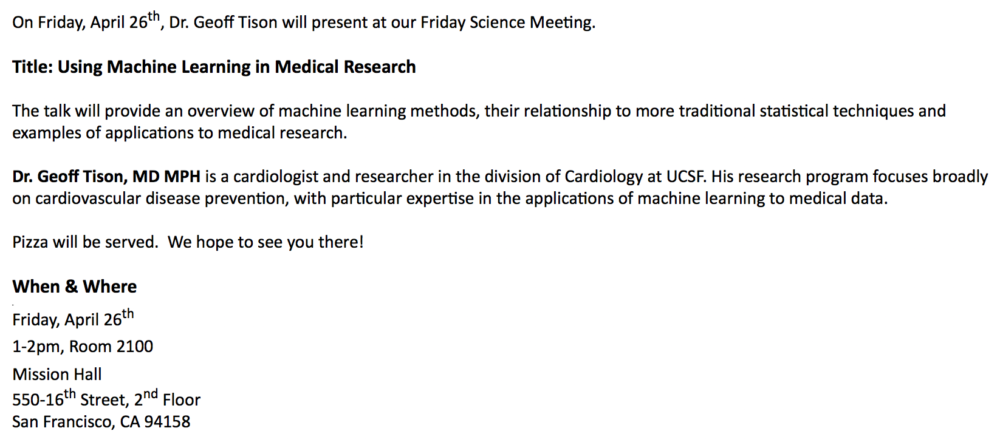 On Friday, April 26th, Dr. Geoff Tison will present at our Friday Science Meeting.
Title: Using Machine Learning in Medical Research
The talk will provide an overview of machine learning methods, their relationship to more traditional statistical techniques and
examples of applications to medical research.
Dr. Geoff Tison, MD MPH is a cardiologist and researcher in the division of Cardiology at UCSF. His research program focuses broadly
on cardiovascular disease prevention, with particular expertise in the applications of machine learning to medical data.
Pizza will be served.  We hope to see you there!
When & Where
Friday, April 26th
1-2pm, Room 2100
Mission Hall
550-16th Street, 2nd Floor
San Francisco, CA 94158